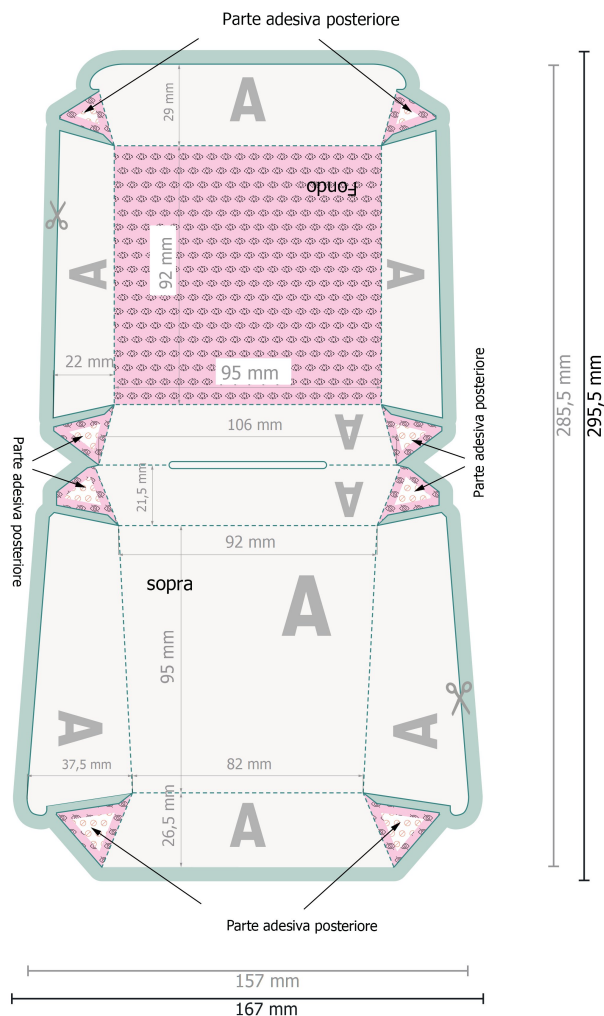 Parte adesiva posteriore
A
29 mm
Fondo
92 mm
A
A
22 mm
95 mm
285,5 mm
295,5 mm
106 mm
A
Parte adesiva posteriore
Parte adesiva posteriore
21,5 mm
A
92 mm
sopra
A
95 mm
A
A
37,5 mm
82 mm
26,5 mm
A
Parte adesiva posteriore
157 mm
167 mm